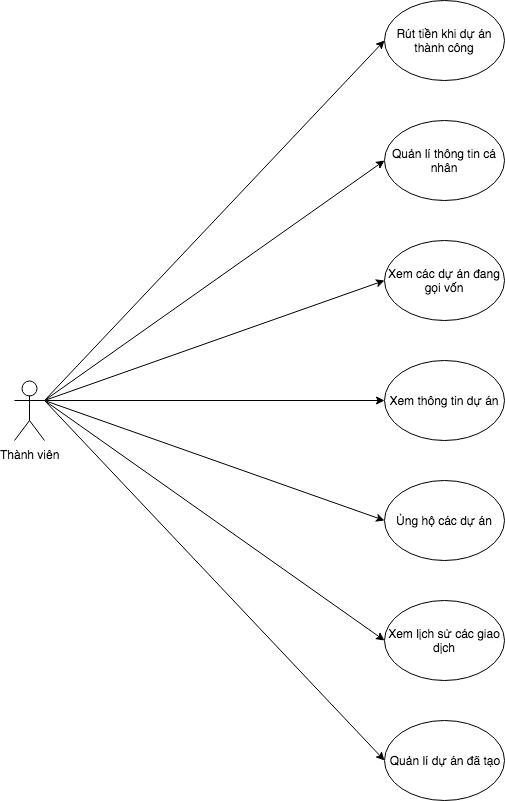 Rút tiền khi dự án
thành công
Quản lí thông tin cá
nhân
Xem các dự án đang
gọi vốn
Xem thông tin dự án
Thành viên
Ủng hộ các dự án
Xem lịch sử các giao
dịch
Quản lí dự án đã tạo